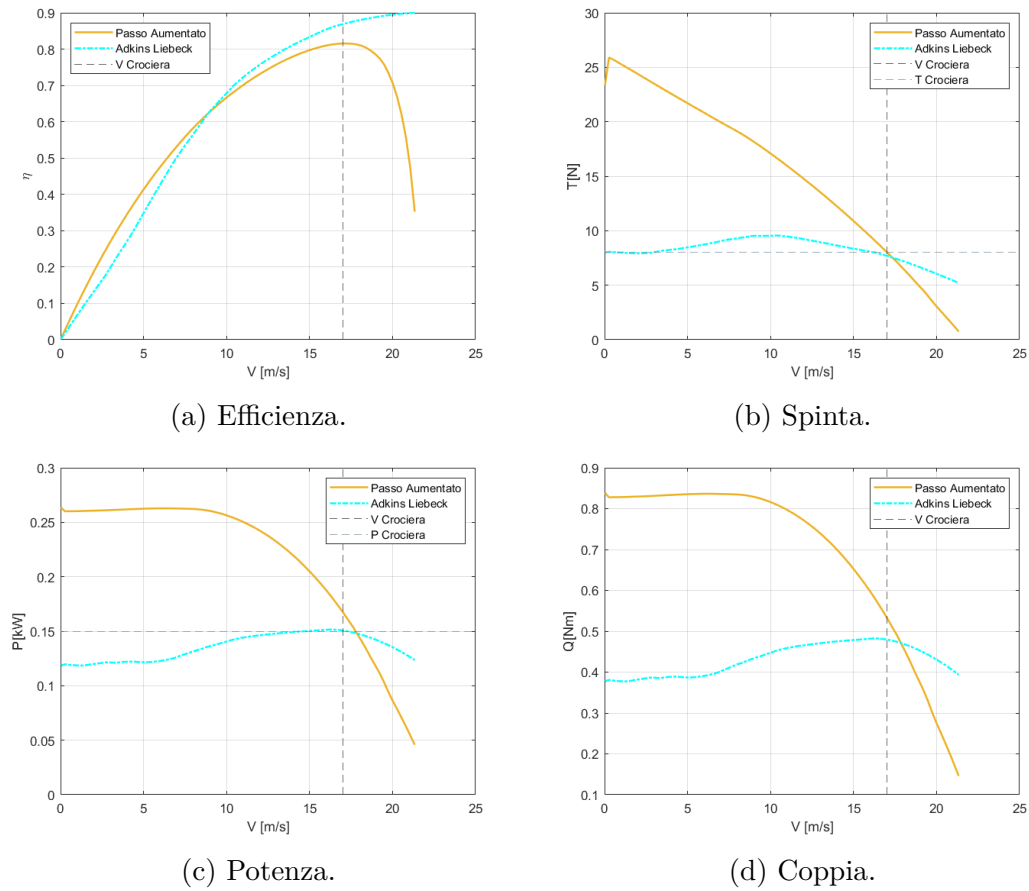 0.9
0.8
0.7
0.6
0.5
0.4
0.3
0.2
0.1
0
η
0
5
10
15
20
25
V [m/s]
Passo Aumentato
Adkins Liebeck
V Crociera
(a) Efficienza.
30
25
20
15
10
5
0
T[N]
0
5
10
15
20
25
V [m/s]
Passo Aumentato
Adkins Liebeck
V Crociera
T Crociera
(b) Spinta.
0.3
0.25
0.2
0.15
0.1
0.05
0
P[kW]
0
5
10
15
20
25
V [m/s]
Passo Aumentato
Adkins Liebeck
V Crociera
P Crociera
(c) Potenza.
0.9
0.8
0.7
0.6
0.5
0.4
0.3
0.2
0.1
Q[Nm]
0
5
10
15
20
25
V [m/s]
Passo Aumentato
Adkins Liebeck
V Crociera
(d) Coppia.